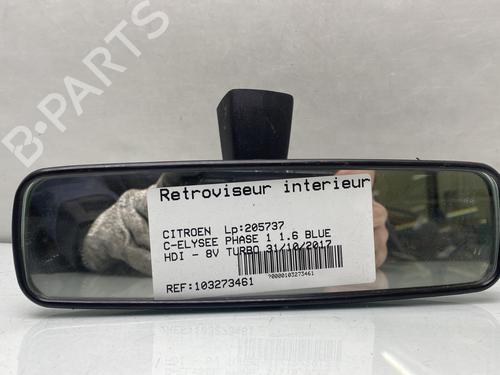 B-PARTS
Retroviseur interieur
CITROEN Lp:205737
C-ELYSEE PHASE 1 1.6 BLUE
HDI - 8V TURBO 31/10/2017
?0000103273461
REF:103273461